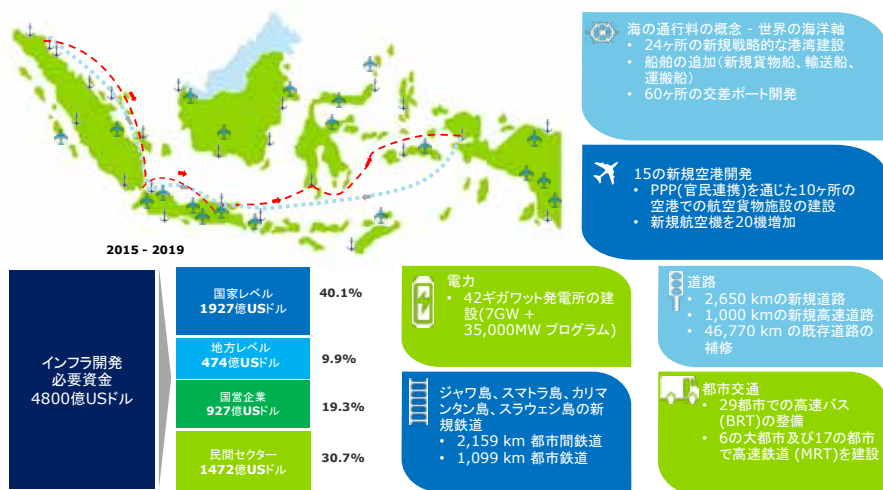 海の通行料の概念 - 世界の海洋軸
• 24ヶ所の新規戦略的な港湾建設
• 船舶の追加(新規貨物船、輸送船、
運搬船)
• 60ヶ所の交差ポート開発
15の新規空港開発
• PPP(官民連携)を通じた10ヶ所の
空港での航空貨物施設の建設
• 新規航空機を20機増加
2015 - 2019
インフラ開発
必要資金
4800億USドル
国家レベル
1927億USドル
40.1%
地方レベル
474億USドル
9.9%
国営企業
927億USドル
19.3%
民間セクター
1472億USドル
30.7%
電力
• 42ギガワット発電所の建
設(7GW +
35,000MW プログラム)
道路
• 2,650 kmの新規道路
• 1,000 kmの新規高速道路
• 46,770 km の既存道路の
補修
ジャワ島、スマトラ島、カリマ
ンタン島、スラウェシ島の新
規鉄道
• 2,159 km 都市間鉄道
• 1,099 km 都市鉄道
都市交通
• 29都市での高速バス
(BRT)の整備
• 6の大都市及び17の都市
で高速鉄道 (MRT)を建設